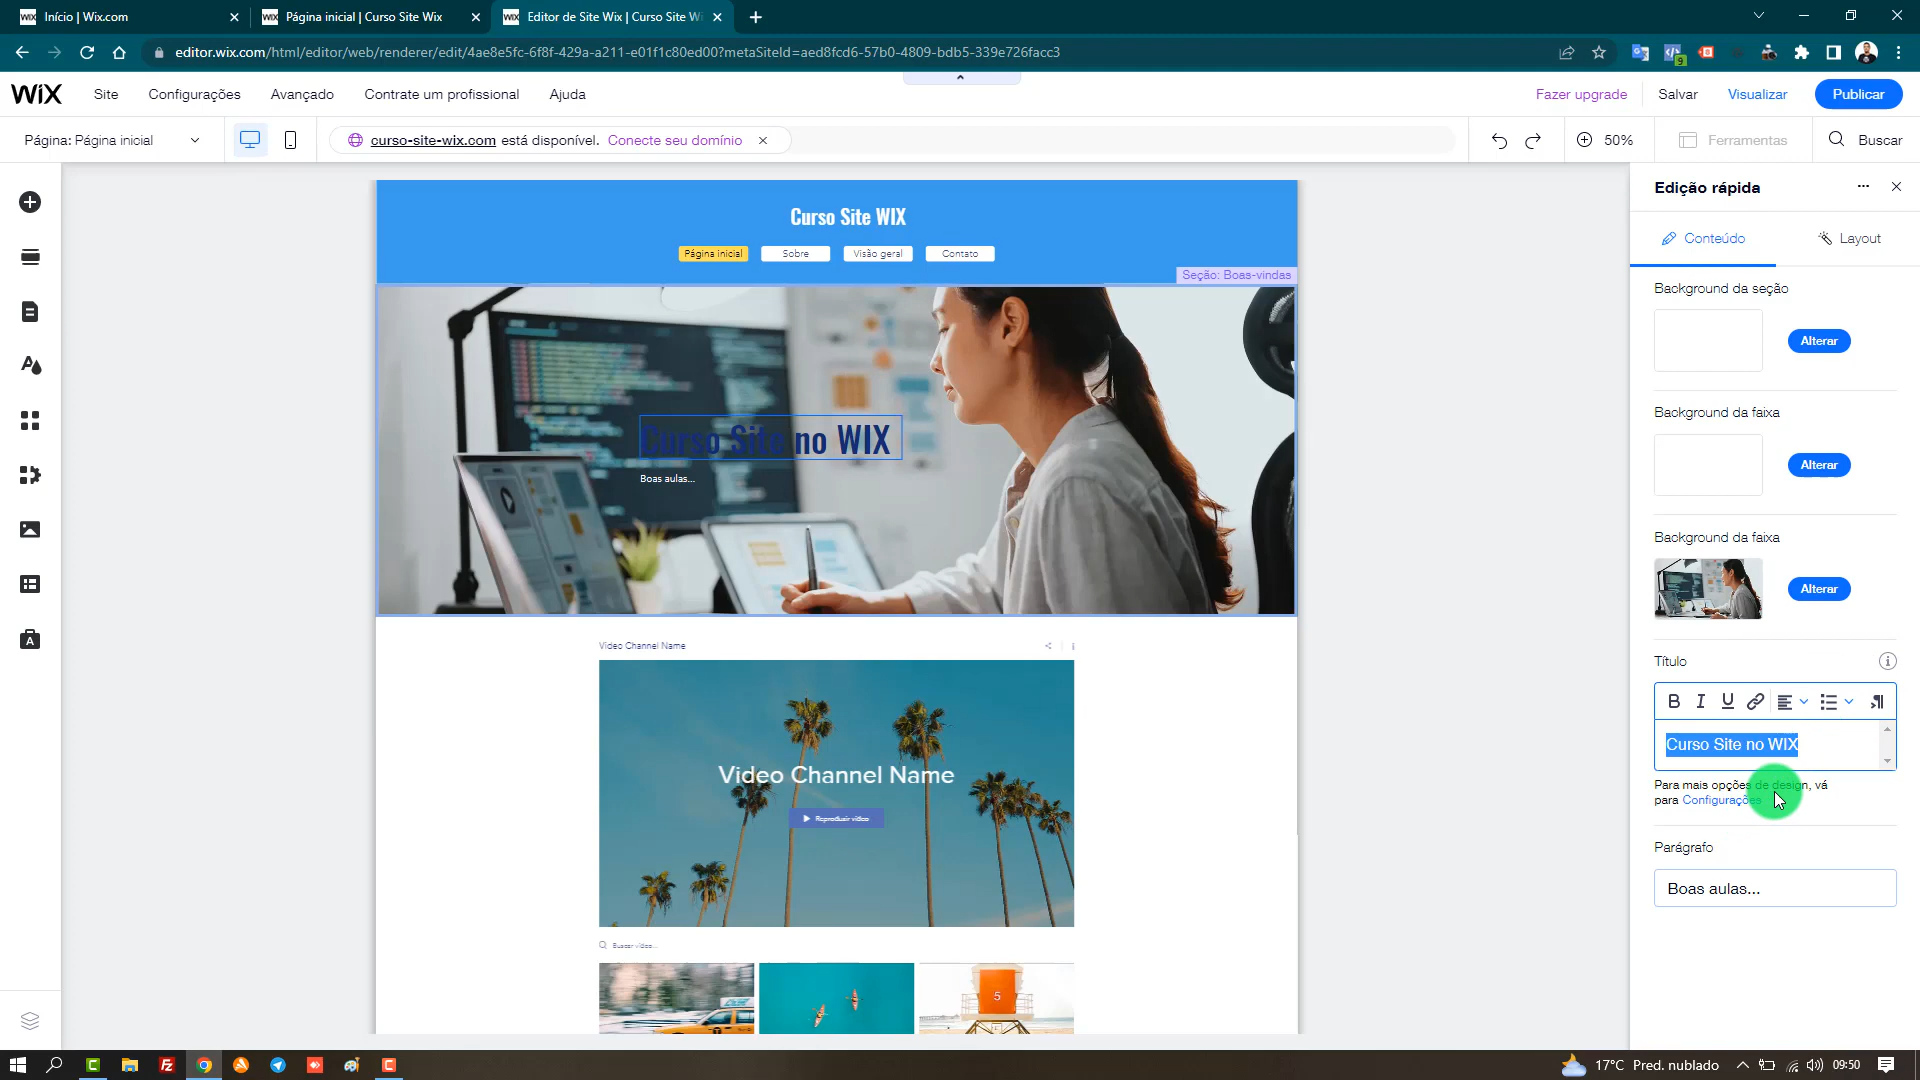 Início | Wix.com
Página inicial | Curso Site Wix
Editor de Site Wix | Curso Site W
editor.wix.com/html/editor/web/renderer/edit/4ae8e5fc-6f8f-429a-a211-e01f1c80ed00?metaSiteId=aed8fcd6-57b0-4809-bdb5-339e726facc3
WiX
Site
Configurações
Avançado
Contrate um profissional
Ajuda
Fazer upgrade
Salvar
Visualizar
Publicar
Página: Página inicial
curso-site-wix.com está disponível. Conecte seu domínio
50%
Ferramentas
Buscar
Edição rápida
Conteúdo
Layout
Curso Site WIX
Página inicial
Sobre
Visão geral
Contato
Seção: Boas-vindas
Curso Site no WIX
Boas aulas...
Video Channel Name
Video Channel Name
Reproduzir vídeo
Buscar vídeo...
5
Background da seção
Alterar
Background da faixa
Alterar
Background da faixa
Alterar
Título
B I U
Curso Site no WIX
Para mais opções de design, vá
para Configurações
Parágrafo
Boas aulas...
17°C Pred. nublado
09:50